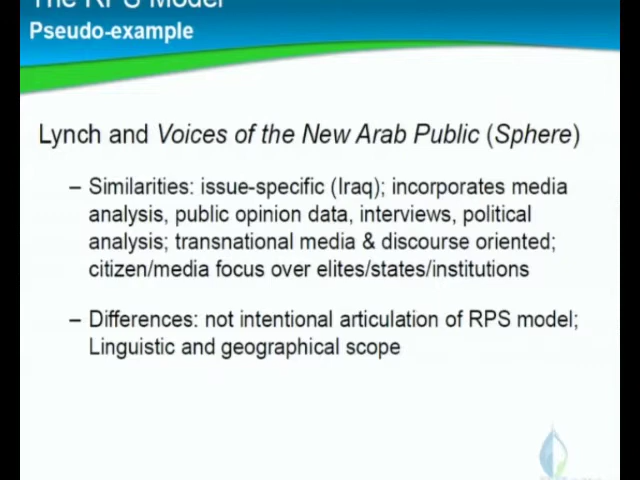 The RPS Model
Pseudo-example
Lynch and Voices of the New Arab Public (Sphere)
– Similarities: issue-specific (Iraq); incorporates media
analysis, public opinion data, interviews, political
analysis; transnational media & discourse oriented;
citizen/media focus over elites/states/institutions
– Differences: not intentional articulation of RPS model;
Linguistic and geographical scope